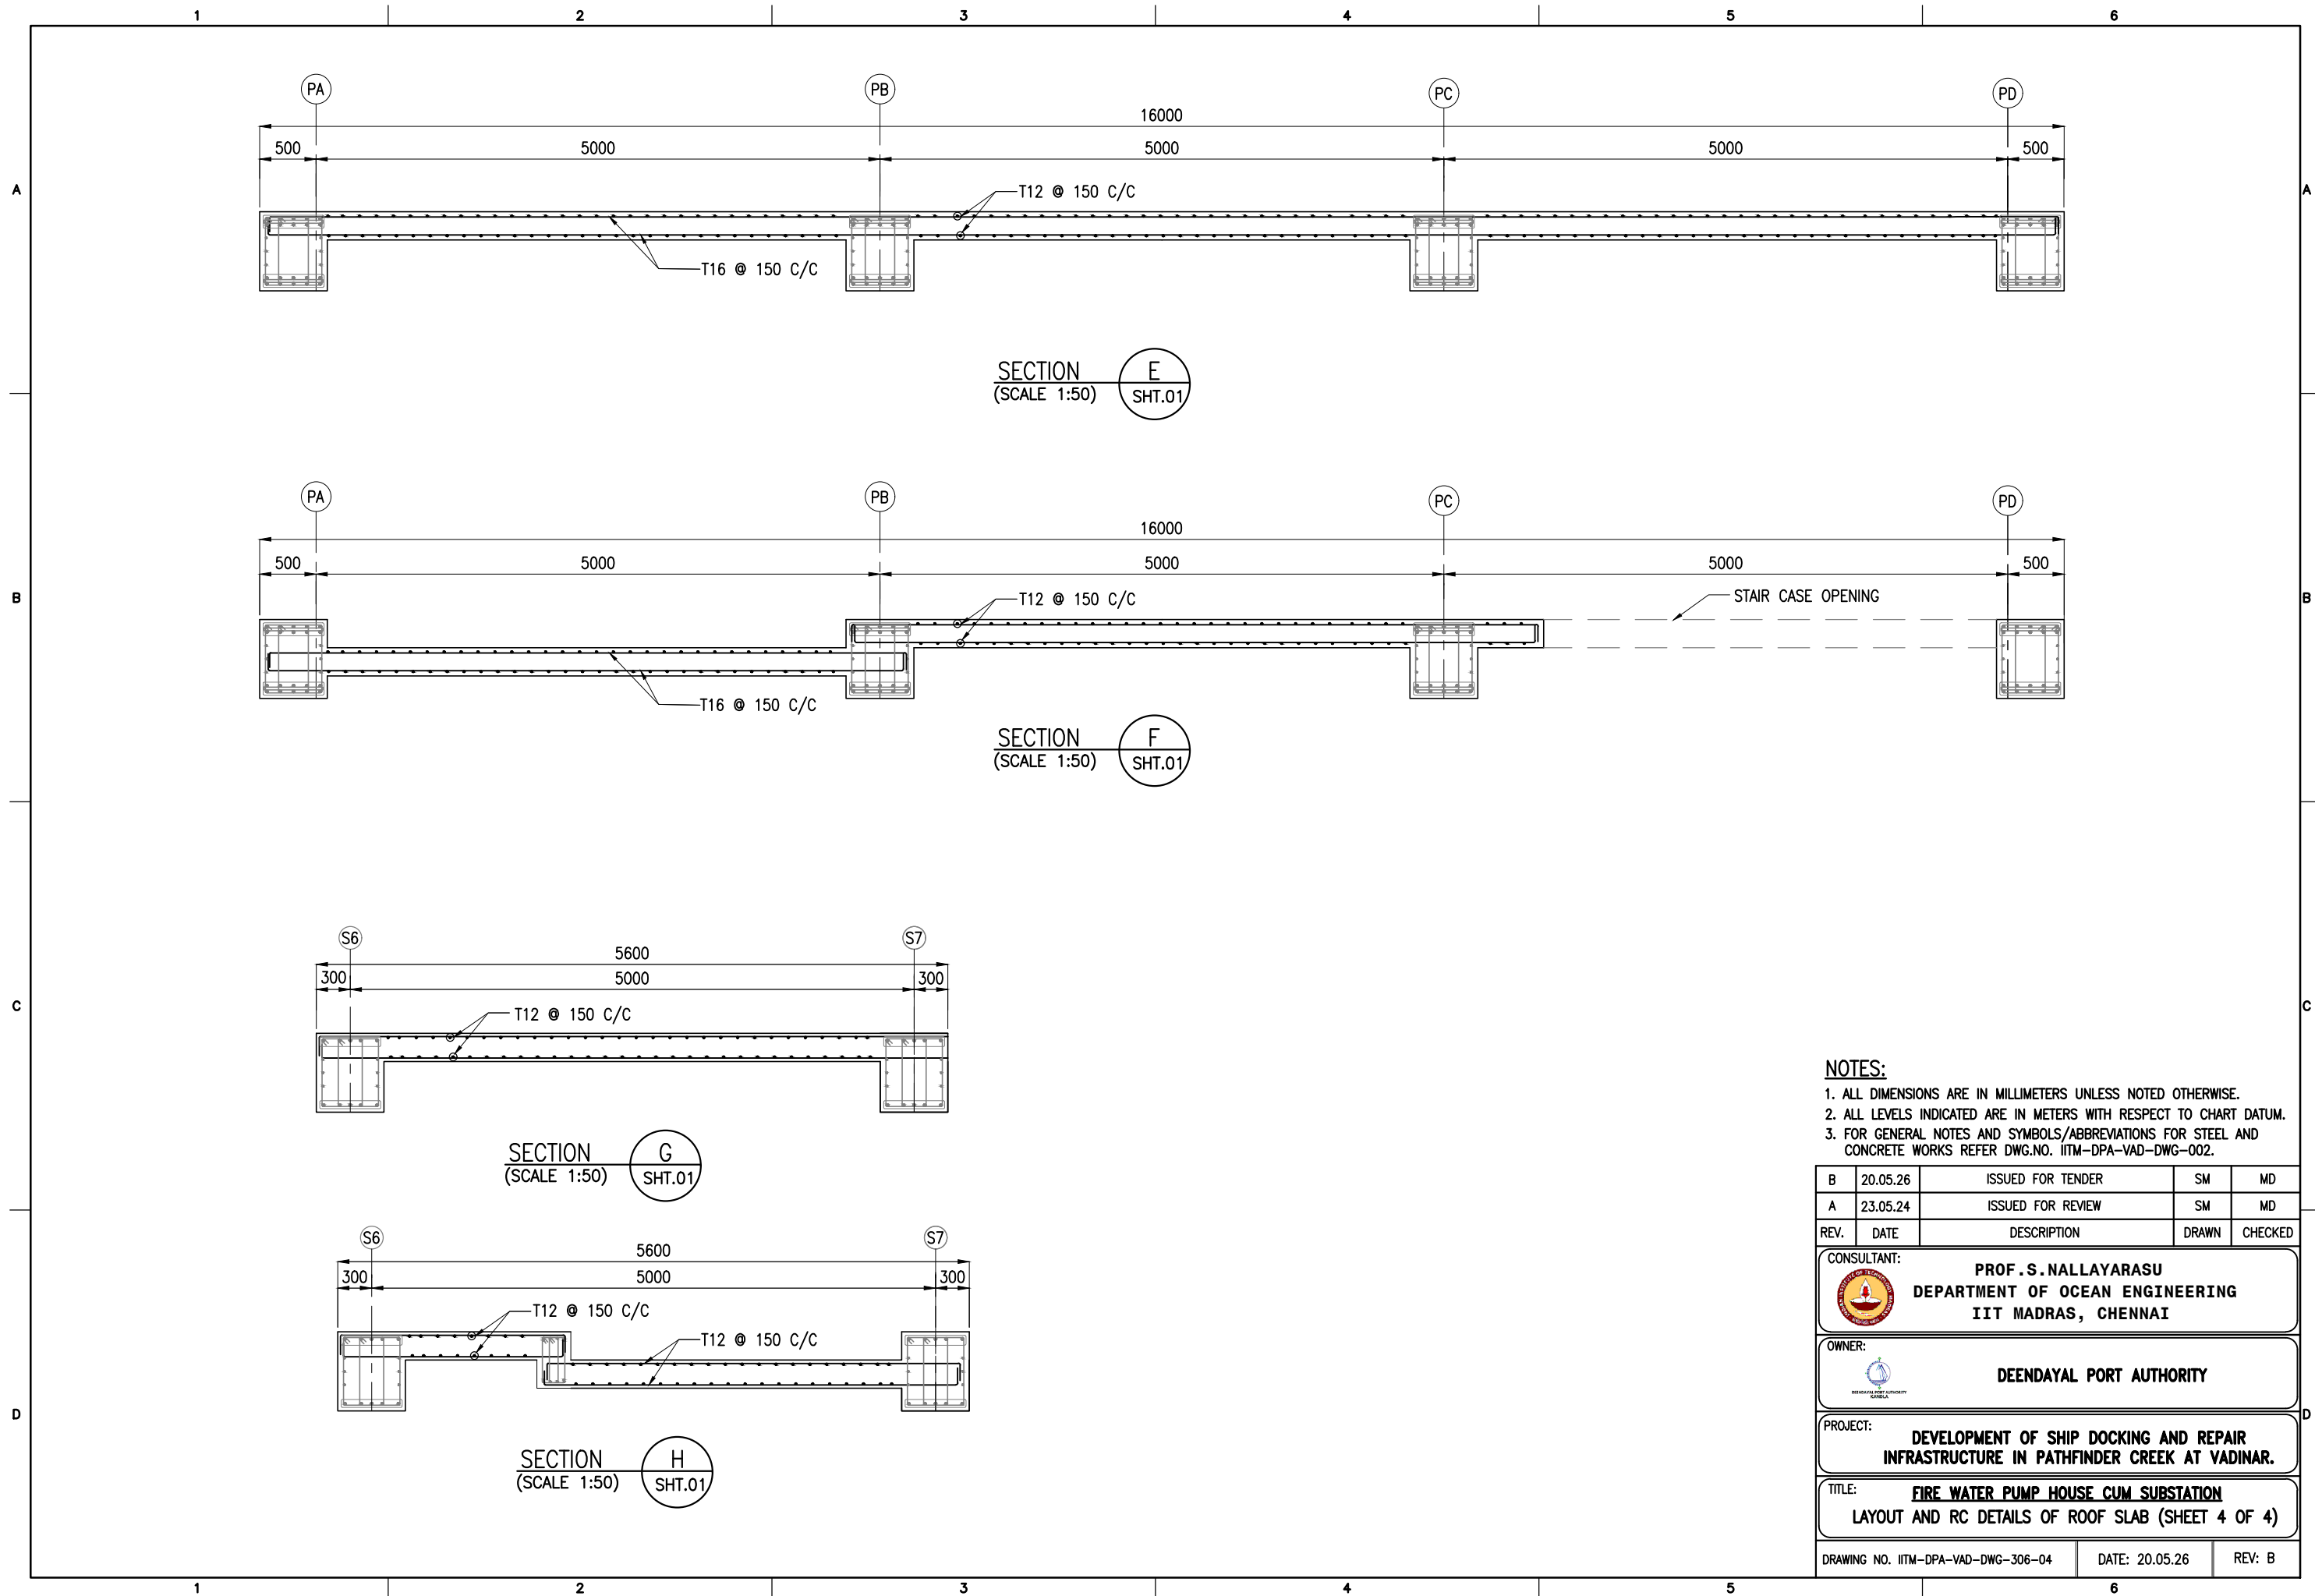 1 2 3 4 5 6
PA PB PC PD
16000
500 5000 5000 5000 500
A A
T12 @ 150 C/C
T16 @ 150 C/C
SECTION E
(SCALE 1:50) SHT.01
PA PB PC PD
16000
500 5000 5000 5000 500
B B
T12 @ 150 C/C
STAIR CASE OPENING
T16 @ 150 C/C
SECTION F
(SCALE 1:50) SHT.01
S6 S7
5600
300 5000 300
C C
T12 @ 150 C/C
SECTION G
(SCALE 1:50) SHT.01
S6 S7
5600
300 5000 300
T12 @ 150 C/C
T12 @ 150 C/C
D D
SECTION H
(SCALE 1:50) SHT.01
NOTES:
1. ALL DIMENSIONS ARE IN MILLIMETERS UNLESS NOTED OTHERWISE.
2. ALL LEVELS INDICATED ARE IN METERS WITH RESPECT TO CHART DATUM.
3. FOR GENERAL NOTES AND SYMBOLS/ABBREVIATIONS FOR STEEL AND
CONCRETE WORKS REFER DWG.NO. IITM-DPA-VAD-DWG-002.
B 20.05.26 ISSUED FOR TENDER SM MD
A 23.05.24 ISSUED FOR REVIEW SM MD
REV. DATE DESCRIPTION DRAWN CHECKED
CONSULTANT:
PROF.S.NALLAYARASU
DEPARTMENT OF OCEAN ENGINEERING
IIT MADRAS, CHENNAI
OWNER:
DEENDAYAL PORT AUTHORITY
KANDLA
DEENDAYAL PORT AUTHORITY
PROJECT:
DEVELOPMENT OF SHIP DOCKING AND REPAIR
INFRASTRUCTURE IN PATHFINDER CREEK AT VADINAR.
TITLE:
FIRE WATER PUMP HOUSE CUM SUBSTATION
LAYOUT AND RC DETAILS OF ROOF SLAB (SHEET 4 OF 4)
DRAWING NO. IITM-DPA-VAD-DWG-306-04 DATE: 20.05.26 REV: B
1 2 3 4 5 6